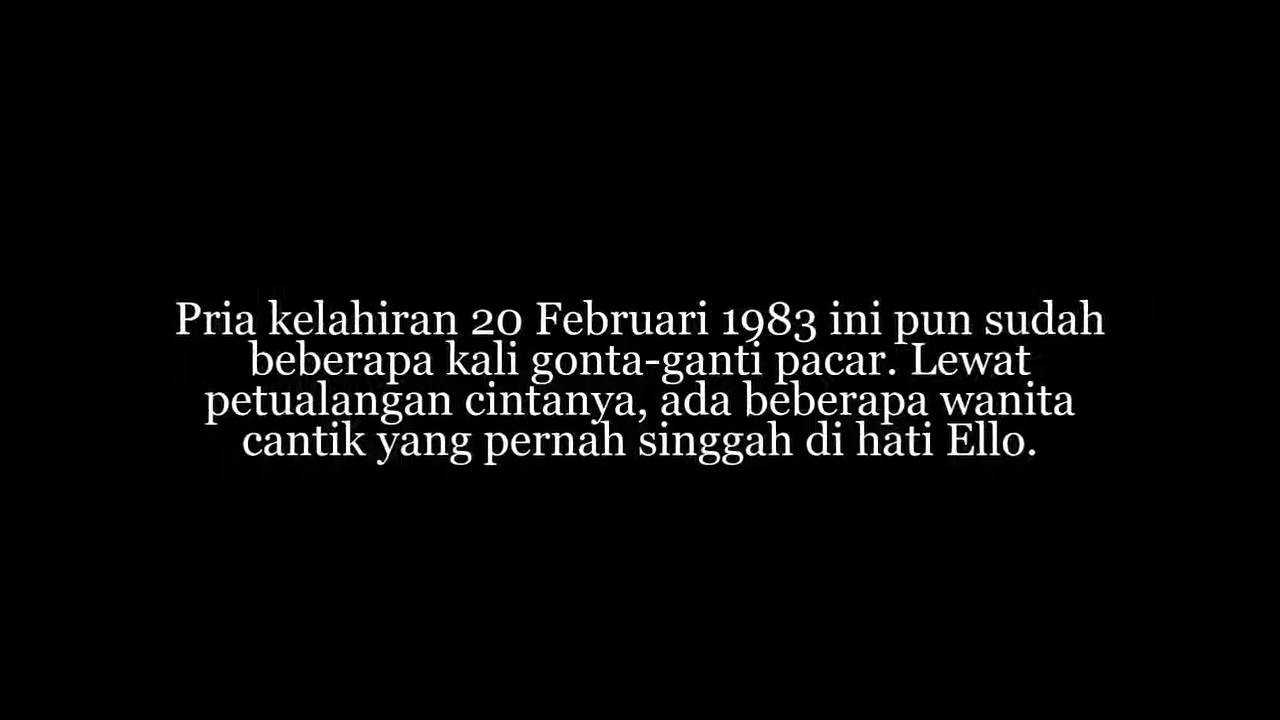 Pria kelahiran 20 Februari 1983 ini pun sudah
beberapa kali gonta-ganti pacar. Lewat
petualangan cintanya, ada beberapa wanita
cantik yang pernah singgah di hati Ello.